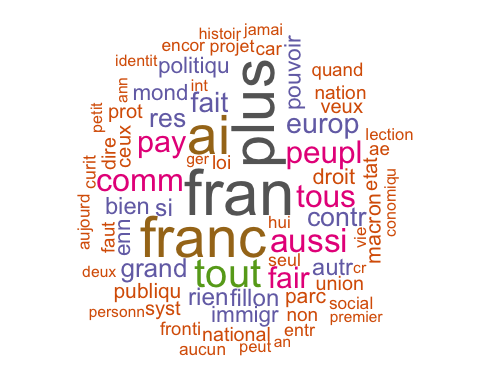 jamai
histoir
encor projet car
identit politiqu pouvoir
quand
ann mond int
nation
petit prot res fait plus veux
europ
lection
dire ceux pay ai peupl ae
ger loi
curit comm fran droit etat
tous conomiqu
aujourd bien si contr
hui vie macron
faut enn franc aussi
deux grand tout seul autr cr
fair union
publiqu rien fillon parc social
personn syst immigr non premier
fronti national entr
aucun peut an